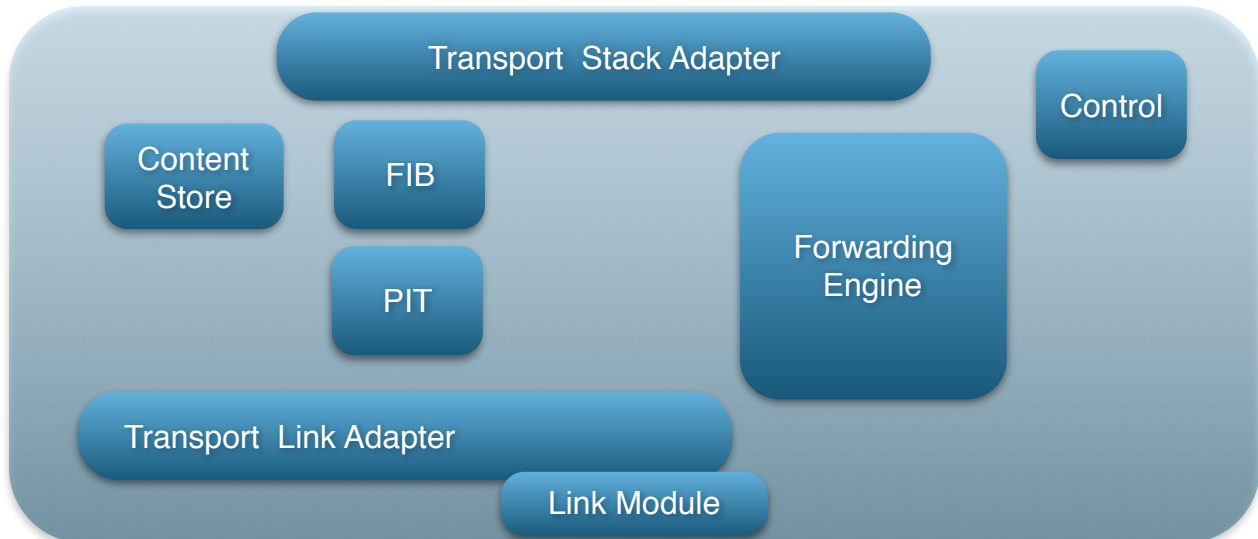 Transport Stack Adapter
Control
Content
Store
FIB
Forwarding
Engine
PIT
Transport Link Adapter
Link Module